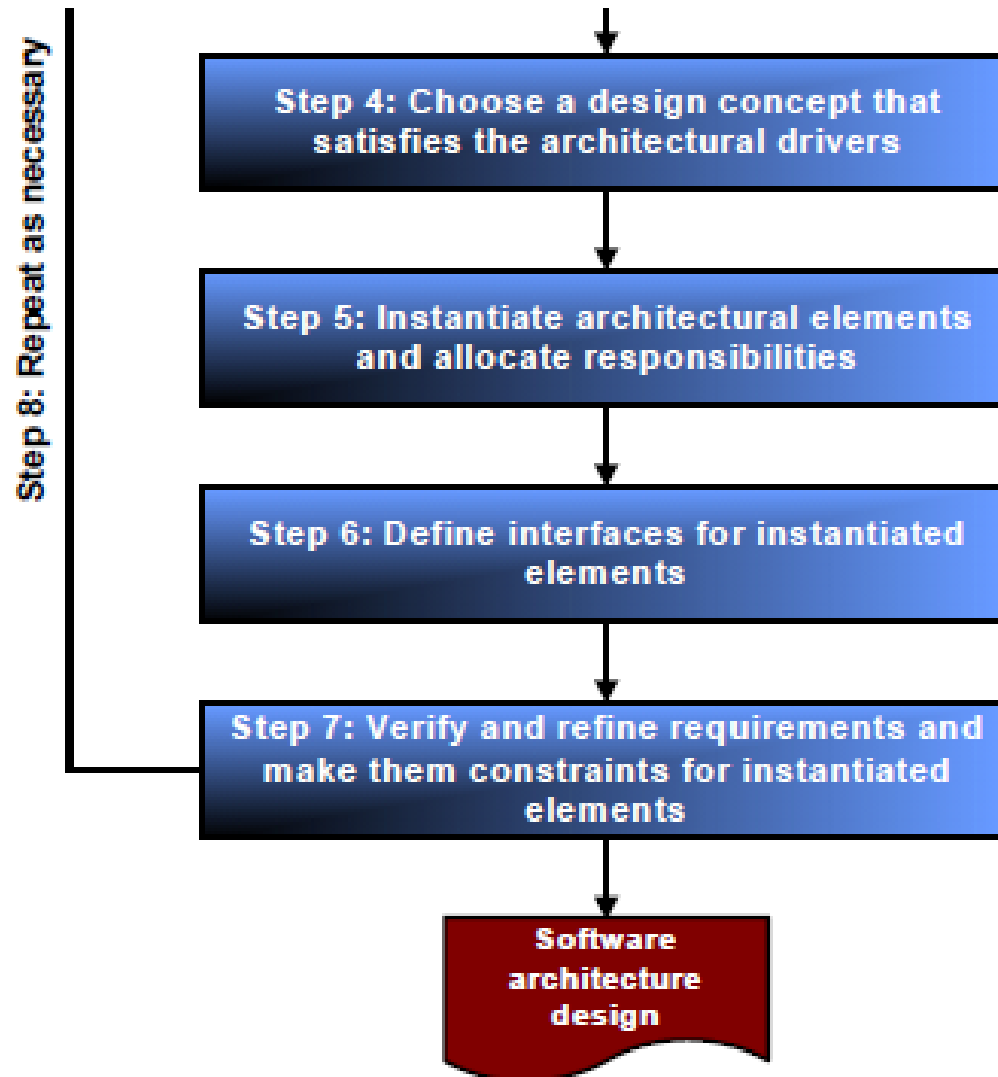 Step 8: Repeat as necessary
Step 4: Choose a design concept that
satisfies the architectural drivers
Step 5: Instantiate architectural elements
and allocate responsibilities
Step 6: Define interfaces for instantiated
elements
Step 7: Verify and refine requirements and
make them constraints for instantiated
elements
Software
architecture
design